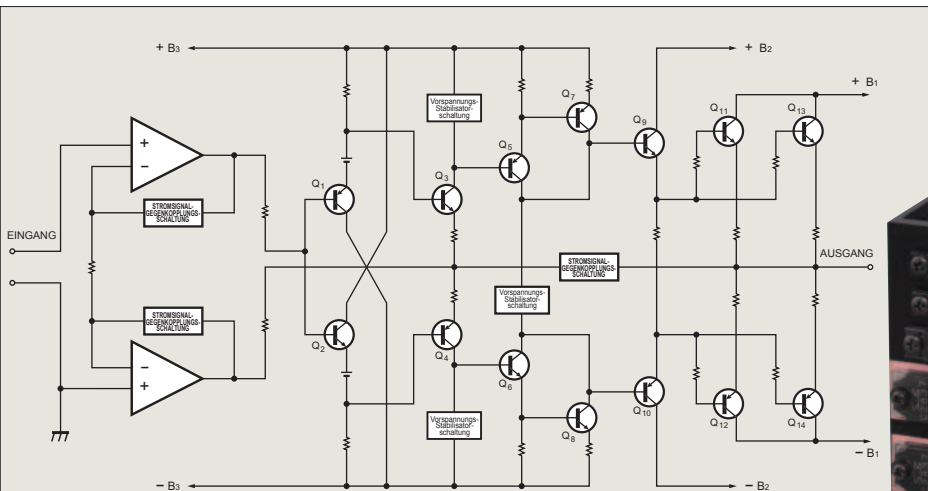 + B3
+ B2
+ B1
Q7
Q11
Q13
Vorspannungs-
Stabilisator-
schaltung
Q9
Q5
+
−
Q1
Q3
STROMSIGNAL-
GEGENKOPPLUNGS-
SCHALTUNG
EINGANG
AUSGANG
STROMSIGNAL-
GEGENKOPPLUNGS-
SCHALTUNG
Vorspannungs-
Stabilisator-
schaltung
STROMSIGNAL-
GEGENKOPPLUNGS-
SCHALTUNG
Q2
Q4
Q6
−
+
Q10
Q12
Q14
Vorspannungs-
Stabilisator-
schaltung
Q8
− B1
− B3
− B2